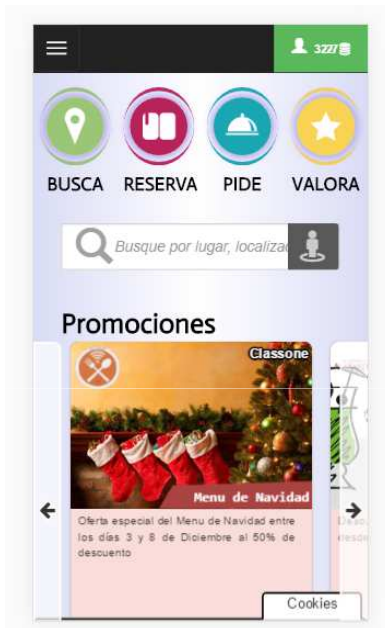 3227
BUSCA RESERVA PIDE VALORA
Busque por lugar, localizac
Promociones
Classone
Menu de Navidad
Oferta especial del Menu de Navidad entre
los días 3 y 8 de Diciembre al 50% de
descuento
Cookies